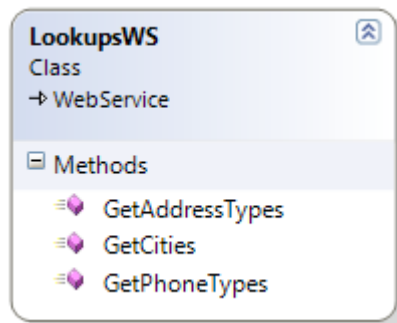 LookupsWS
Class
WebService
Methods
GetAddressTypes
GetCities
GetPhoneTypes